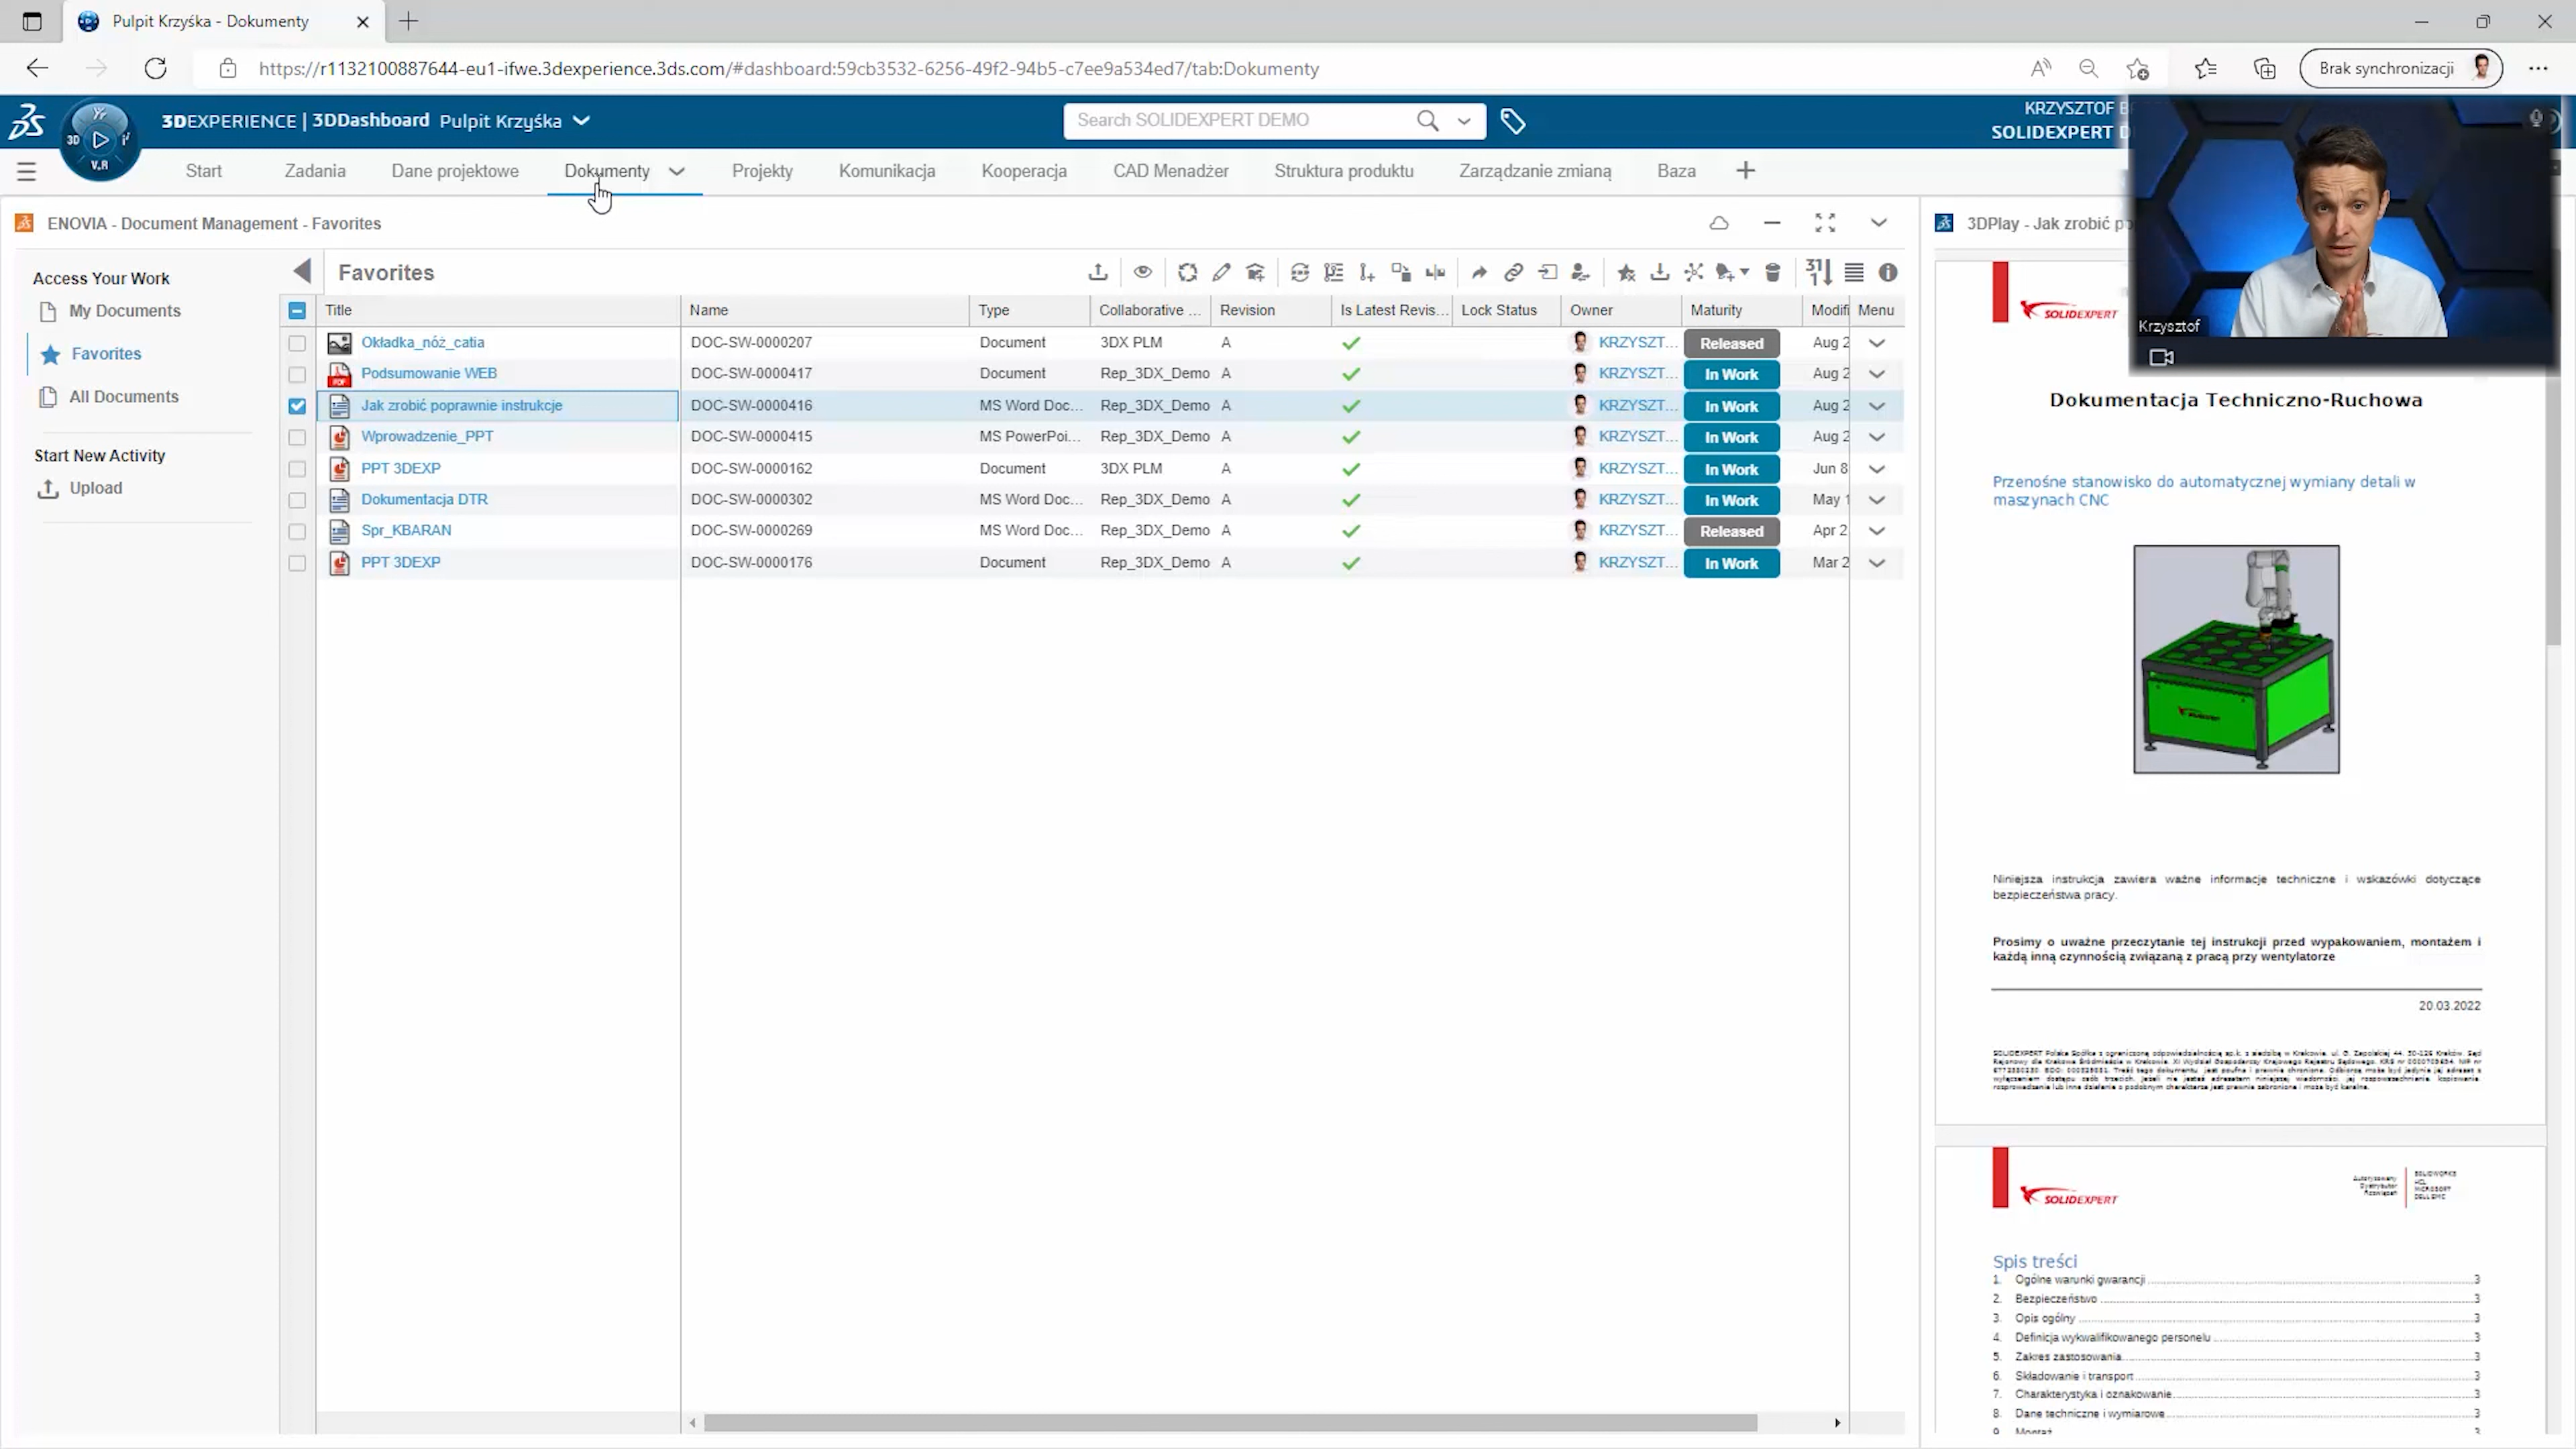 Pulpit Krzyśka - Dokumenty
https://r1132100887644-eu1-ifwe.3dexperience.3ds.com/#dashboard:59cb3532-6256-49f2-94b5-c7ee9a534ed7/tab:Dokumenty
Brak synchronizacji
3DEXPERIENCE | 3DDashboard Pulpit Krzyśka
Search SOLIDEXPERT DEMO
KRZYSZTOF
SOLIDEXPERT
3D
V.R
Start Zadania Dane projektowe Dokumenty Projekty Komunikacja Kooperacja CAD Menadżer Struktura produktu Zarządzanie zmianą Baza
Krzysztof
ENOVIA - Document Management - Favorites
Access Your Work
My Documents
Favorites
All Documents
Start New Activity
Upload
Favorites
Title Name Type Collaborative ... Revision Is Latest Revis... Lock Status Owner Maturity Modifi Menu
Okładka_nóż_catia DOC-SW-0000207 Document 3DX PLM A KRZYSZT... Released Aug 2
Podsumowanie WEB DOC-SW-0000417 Document Rep_3DX_Demo A KRZYSZT... In Work Aug 2
Jak zrobić poprawnie instrukcje DOC-SW-0000416 MS Word Doc... Rep_3DX_Demo A KRZYSZT... In Work Aug 2
Wprowadzenie_PPT DOC-SW-0000415 MS PowerPoi... Rep_3DX_Demo A KRZYSZT... In Work Aug 2
PPT 3DEXP DOC-SW-0000162 Document 3DX PLM A KRZYSZT... In Work Jun 8
Dokumentacja DTR DOC-SW-0000302 MS Word Doc... Rep_3DX_Demo A KRZYSZT... In Work May 1
Spr_KBARAN DOC-SW-0000269 MS Word Doc... Rep_3DX_Demo A KRZYSZT... Released Apr 2
PPT 3DEXP DOC-SW-0000176 Document Rep_3DX_Demo A KRZYSZT... In Work Mar 2
3DPlay - Jak zrobić
SOLIDEXPERT
Dokumentacja Techniczno-Ruchowa
Przenośne stanowisko do automatycznej wymiany detali w
maszynach CNC
Niniejsza instrukcja zawiera ważne informacje techniczne i wskazówki dotyczące
bezpieczeństwa pracy.
Prosimy o uważne przeczytanie tej instrukcji przed wypakowaniem, montażem i
każdą inną czynnością związaną z pracą przy wentylatorze
20.03.2022
SOLIDEXPERT
Spis treści
1. Ogólne warunki gwarancji 3
2. Bezpieczeństwo 3
3. Opis ogólny 3
4. Definicja wykwalifikowanego personelu 3
5. Zakres zastosowania 3
6. Składowanie i transport 3
7. Charakterystyka i oznakowanie 3
8. Dane techniczne i wymiarowe 3
9. Montaż 3